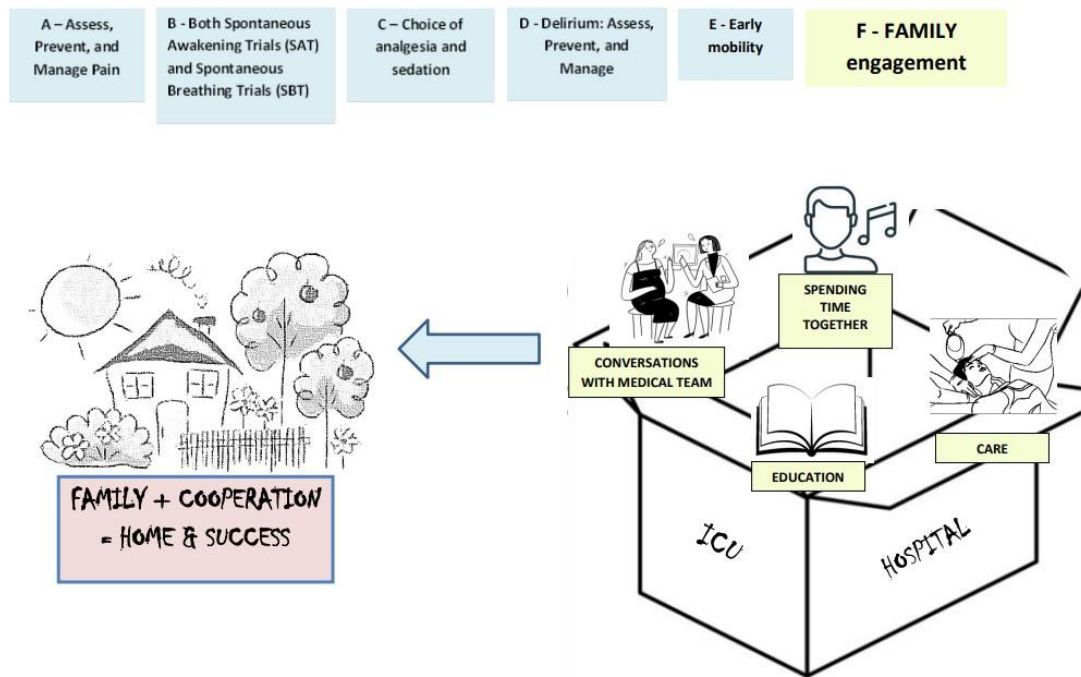 A – Assess,
Prevent, and
Manage Pain
B - Both Spontaneous
Awakening Trials (SAT)
and Spontaneous
Breathing Trials (SBT)
C – Choice of
analgesia and
sedation
D - Delirium: Assess,
Prevent, and
Manage
E - Early
mobility
F - FAMILY
engagement
SPENDING
TIME
TOGETHER
CONVERSATIONS
WITH MEDICAL TEAM
CARE
EDUCATION
FAMILY + COOPERATION
= HOME & SUCCESS
ICU
HOSPITAL